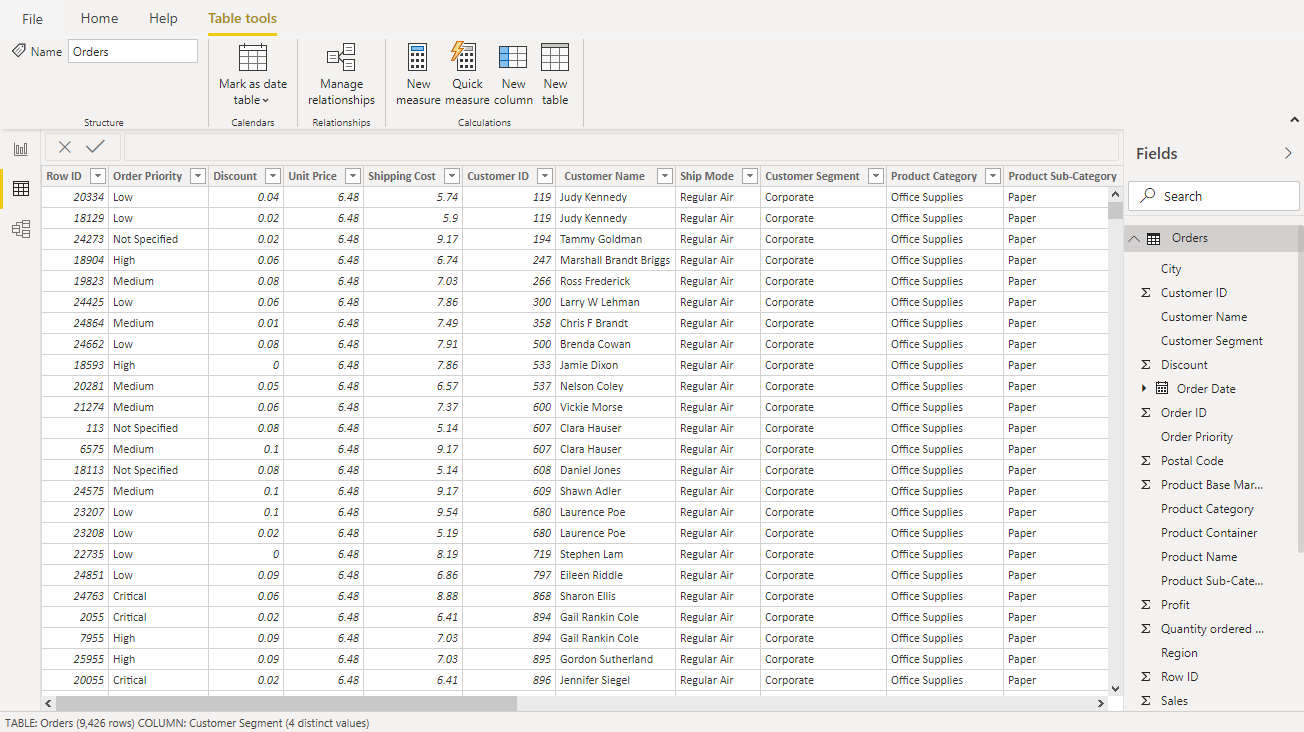 File Home Help Table tools
Name Orders
Mark as date table
Manage relationships
New measure
Quick measure
New column
New table
Structure Calendars Relationships Calculations
Row ID Order Priority Discount Unit Price Shipping Cost Customer ID Customer Name Ship Mode Customer Segment Product Category Product Sub-Category
20334 Low 0.04 6.48 5.74 119 Judy Kennedy Regular Air Corporate Office Supplies Paper
18129 Low 0.02 6.48 5.9 119 Judy Kennedy Regular Air Corporate Office Supplies Paper
24273 Not Specified 0.02 6.48 9.17 194 Tammy Goldman Regular Air Corporate Office Supplies Paper
18904 High 0.06 6.48 6.74 247 Marshall Brandt Briggs Regular Air Corporate Office Supplies Paper
19823 Medium 0.08 6.48 7.03 266 Ross Frederick Regular Air Corporate Office Supplies Paper
24425 Low 0.06 6.48 7.86 300 Larry W Lehman Regular Air Corporate Office Supplies Paper
24864 Medium 0.01 6.48 7.49 358 Chris F Brandt Regular Air Corporate Office Supplies Paper
24662 Low 0.08 6.48 7.91 500 Brenda Cowan Regular Air Corporate Office Supplies Paper
18593 High 0 6.48 7.86 533 Jamie Dixon Regular Air Corporate Office Supplies Paper
20281 Medium 0.05 6.48 6.57 537 Nelson Coley Regular Air Corporate Office Supplies Paper
21274 Medium 0.06 6.48 7.37 600 Vickie Morse Regular Air Corporate Office Supplies Paper
113 Not Specified 0.08 6.48 5.14 607 Clara Hauser Regular Air Corporate Office Supplies Paper
6575 Medium 0.1 6.48 9.17 607 Clara Hauser Regular Air Corporate Office Supplies Paper
18113 Not Specified 0.08 6.48 5.14 608 Daniel Jones Regular Air Corporate Office Supplies Paper
24575 Medium 0.1 6.48 9.17 609 Shawn Adler Regular Air Corporate Office Supplies Paper
23207 Low 0.1 6.48 9.54 680 Laurence Poe Regular Air Corporate Office Supplies Paper
23208 Low 0.02 6.48 5.19 680 Laurence Poe Regular Air Corporate Office Supplies Paper
22735 Low 0 6.48 8.19 719 Stephen Lam Regular Air Corporate Office Supplies Paper
24851 Low 0.09 6.48 6.86 797 Eileen Riddle Regular Air Corporate Office Supplies Paper
24763 Critical 0.06 6.48 8.88 868 Sharon Ellis Regular Air Corporate Office Supplies Paper
2055 Critical 0.02 6.48 6.41 894 Gail Rankin Cole Regular Air Corporate Office Supplies Paper
7955 High 0.09 6.48 7.03 894 Gail Rankin Cole Regular Air Corporate Office Supplies Paper
25955 High 0.09 6.48 7.03 895 Gordon Sutherland Regular Air Corporate Office Supplies Paper
20055 Critical 0.02 6.48 6.41 896 Jennifer Siegel Regular Air Corporate Office Supplies Paper
Fields
Search
Orders
City
Σ Customer ID
Customer Name
Customer Segment
Σ Discount
Order Date
Σ Order ID
Order Priority
Σ Postal Code
Σ Product Base Mar...
Product Category
Product Container
Product Name
Product Sub-Cate...
Σ Profit
Σ Quantity ordered ...
Region
Σ Row ID
Σ Sales
TABLE: Orders (9,426 rows) COLUMN: Customer Segment (4 distinct values)